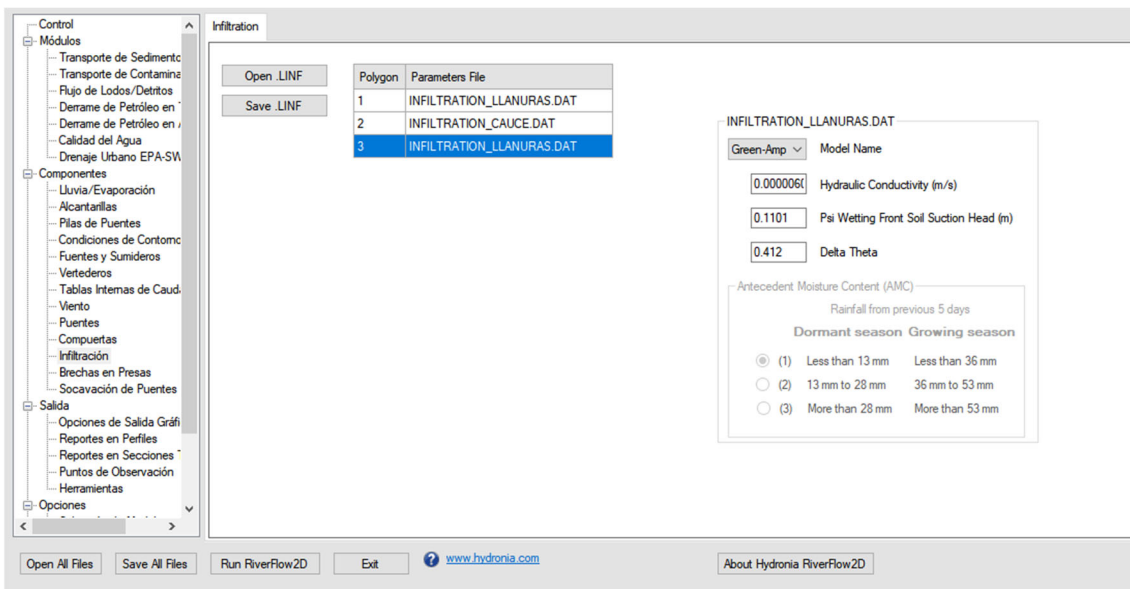 Control
Módulos
Transporte de Sedimentc
Transporte de Contamina
Flujo de Lodos/Detritos
Derrame de Petróleo en
Derrame de Petróleo en
Calidad del Agua
Drenaje Urbano EPA-SW
Componentes
Lluvia/Evaporación
Alcantarillas
Pilas de Puentes
Condiciones de Contorno
Fuentes y Sumideros
Vertederos
Tablas Internas de Cauda
Viento
Puentes
Compuertas
Infiltración
Brechas en Presas
Socavación de Puentes
Salida
Opciones de Salida Gráfi
Reportes en Perfiles
Reportes en Secciones
Puntos de Observación
Herramientas
Opciones
Infiltration
Open .LINF
Save .LINF
Polygon Parameters File
1 INFILTRATION_LLANURAS.DAT
2 INFILTRATION_CAUCE.DAT
3 INFILTRATION_LLANURAS.DAT
INFILTRATION_LLANURAS.DAT
Green-Amp Model Name
0.000006( Hydraulic Conductivity (m/s)
0.1101 Psi Wetting Front Soil Suction Head (m)
0.412 Delta Theta
Antecedent Moisture Content (AMC)
Rainfall from previous 5 days
Dormant season Growing season
(1) Less than 13 mm Less than 36 mm
(2) 13 mm to 28 mm 36 mm to 53 mm
(3) More than 28 mm More than 53 mm
Open All Files Save All Files Run RiverFlow2D Exit ? www.hydronia.com About Hydronia RiverFlow2D